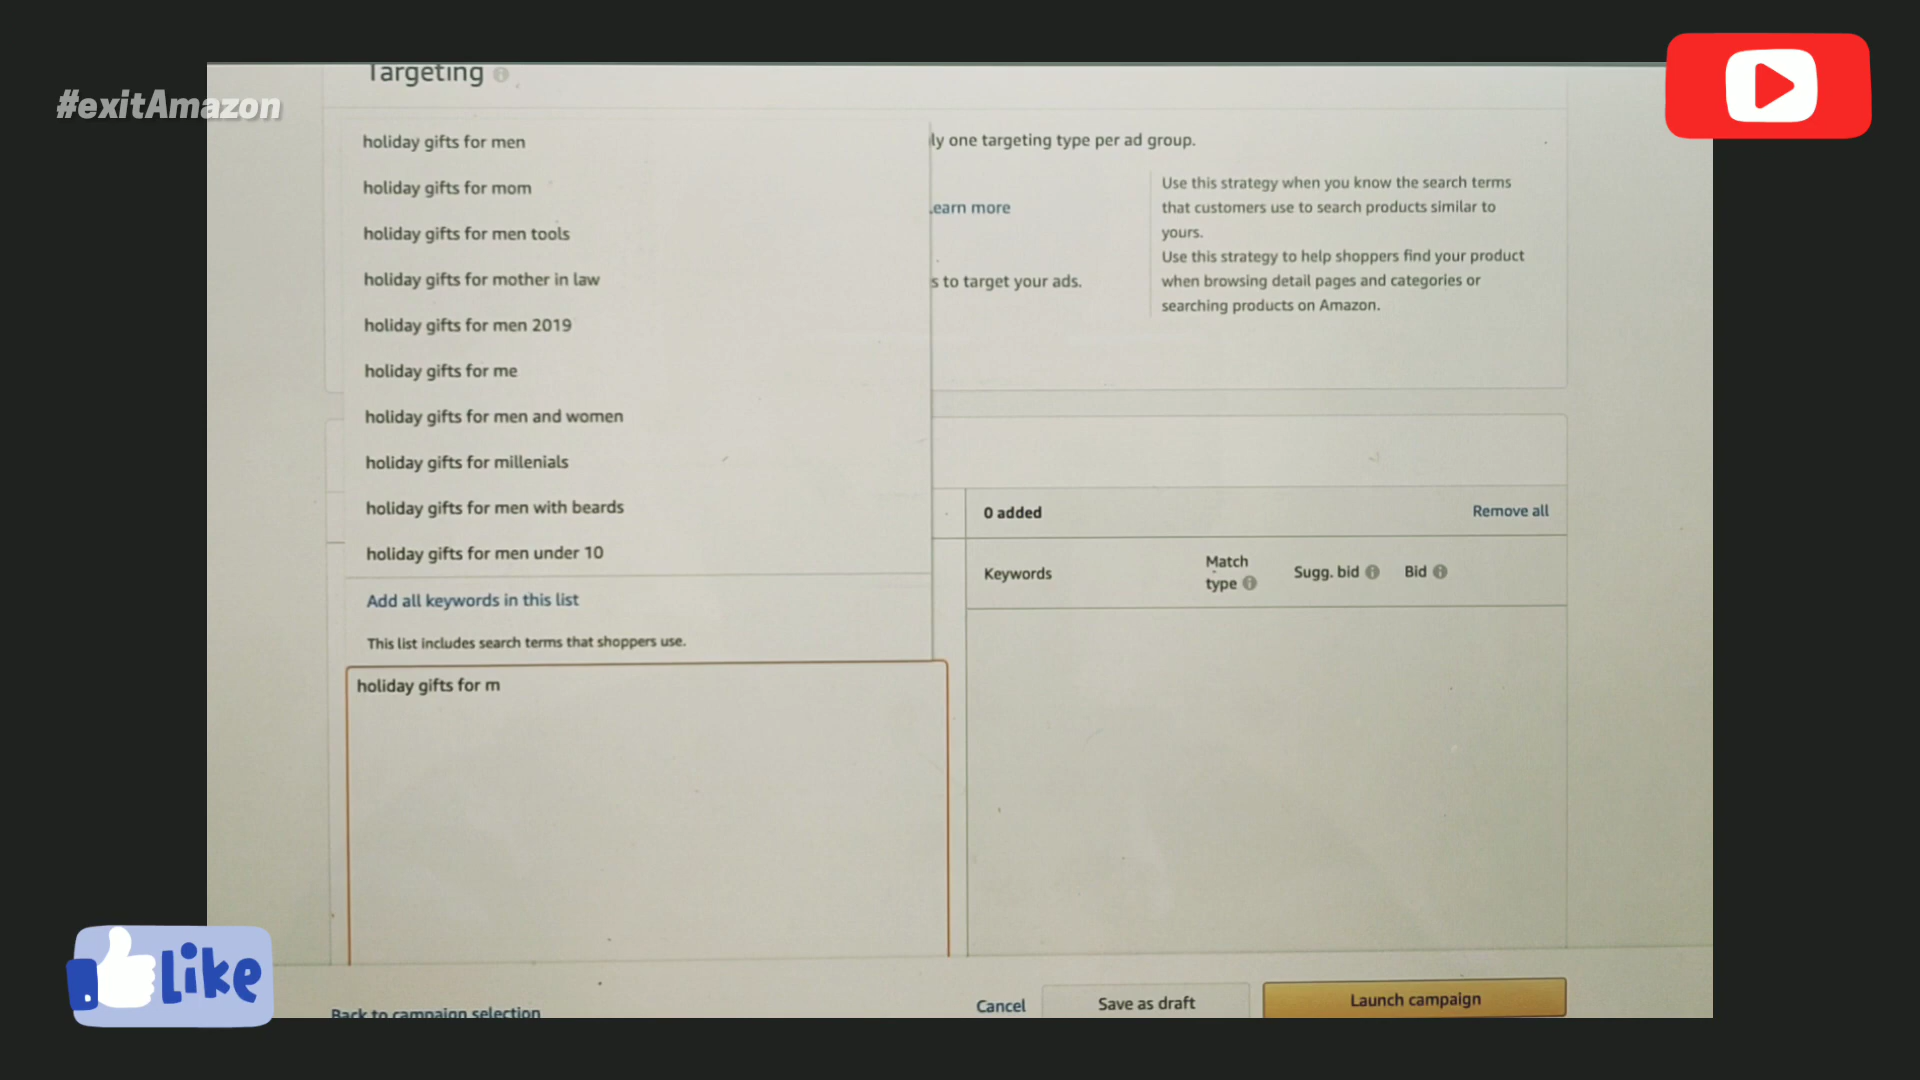 Targeting
#exitAmazon
holiday gifts for men
holiday gifts for mom
holiday gifts for men tools
holiday gifts for mother in law
holiday gifts for men 2019
holiday gifts for me
holiday gifts for men and women
holiday gifts for millenials
holiday gifts for men with beards
holiday gifts for men under 10
Add all keywords in this list
This list includes search terms that shoppers use.
holiday gifts for m
ly one targeting type per ad group.
earn more
s to target your ads.
Use this strategy when you know the search terms
that customers use to search products similar to
yours.
Use this strategy to help shoppers find your product
when browsing detail pages and categories or
searching products on Amazon.
0 added
Remove all
Keywords
Match
type
Sugg. bid
Bid
Like
Back to campaign selection
Cancel
Save as draft
Launch campaign